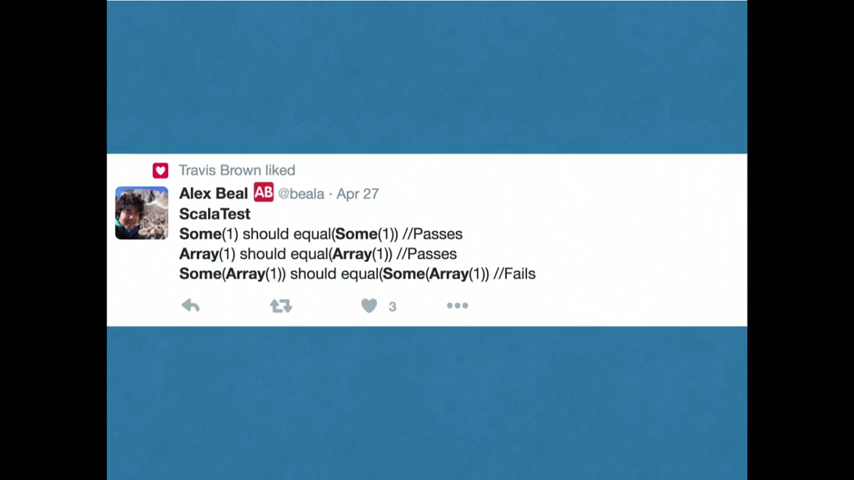 Travis Brown liked
Alex Beal 🆎 @beala · Apr 27
ScalaTest
Some(1) should equal(Some(1)) //Passes
Array(1) should equal(Array(1)) //Passes
Some(Array(1)) should equal(Some(Array(1)) //Fails
3